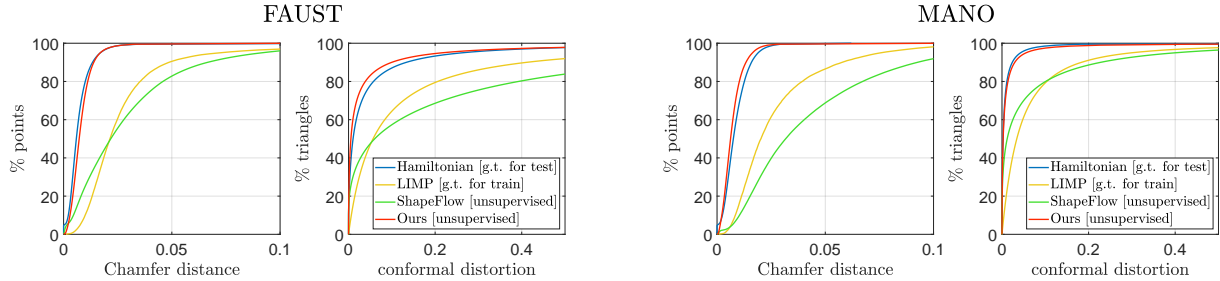 FAUST
MANO
100
80
60
40
20
0
% points
0
0.05
0.1
Chamfer distance
100
80
60
40
20
0
% triangles
Hamiltonian [g.t. for test]
LIMP [g.t. for train]
ShapeFlow [unsupervised]
Ours [unsupervised]
0
0.2
0.4
conformal distortion
100
80
60
40
20
0
% points
0
0.05
0.1
Chamfer distance
100
80
60
40
20
0
% triangles
Hamiltonian [g.t. for test]
LIMP [g.t. for train]
ShapeFlow [unsupervised]
Ours [unsupervised]
0
0.2
0.4
conformal distortion